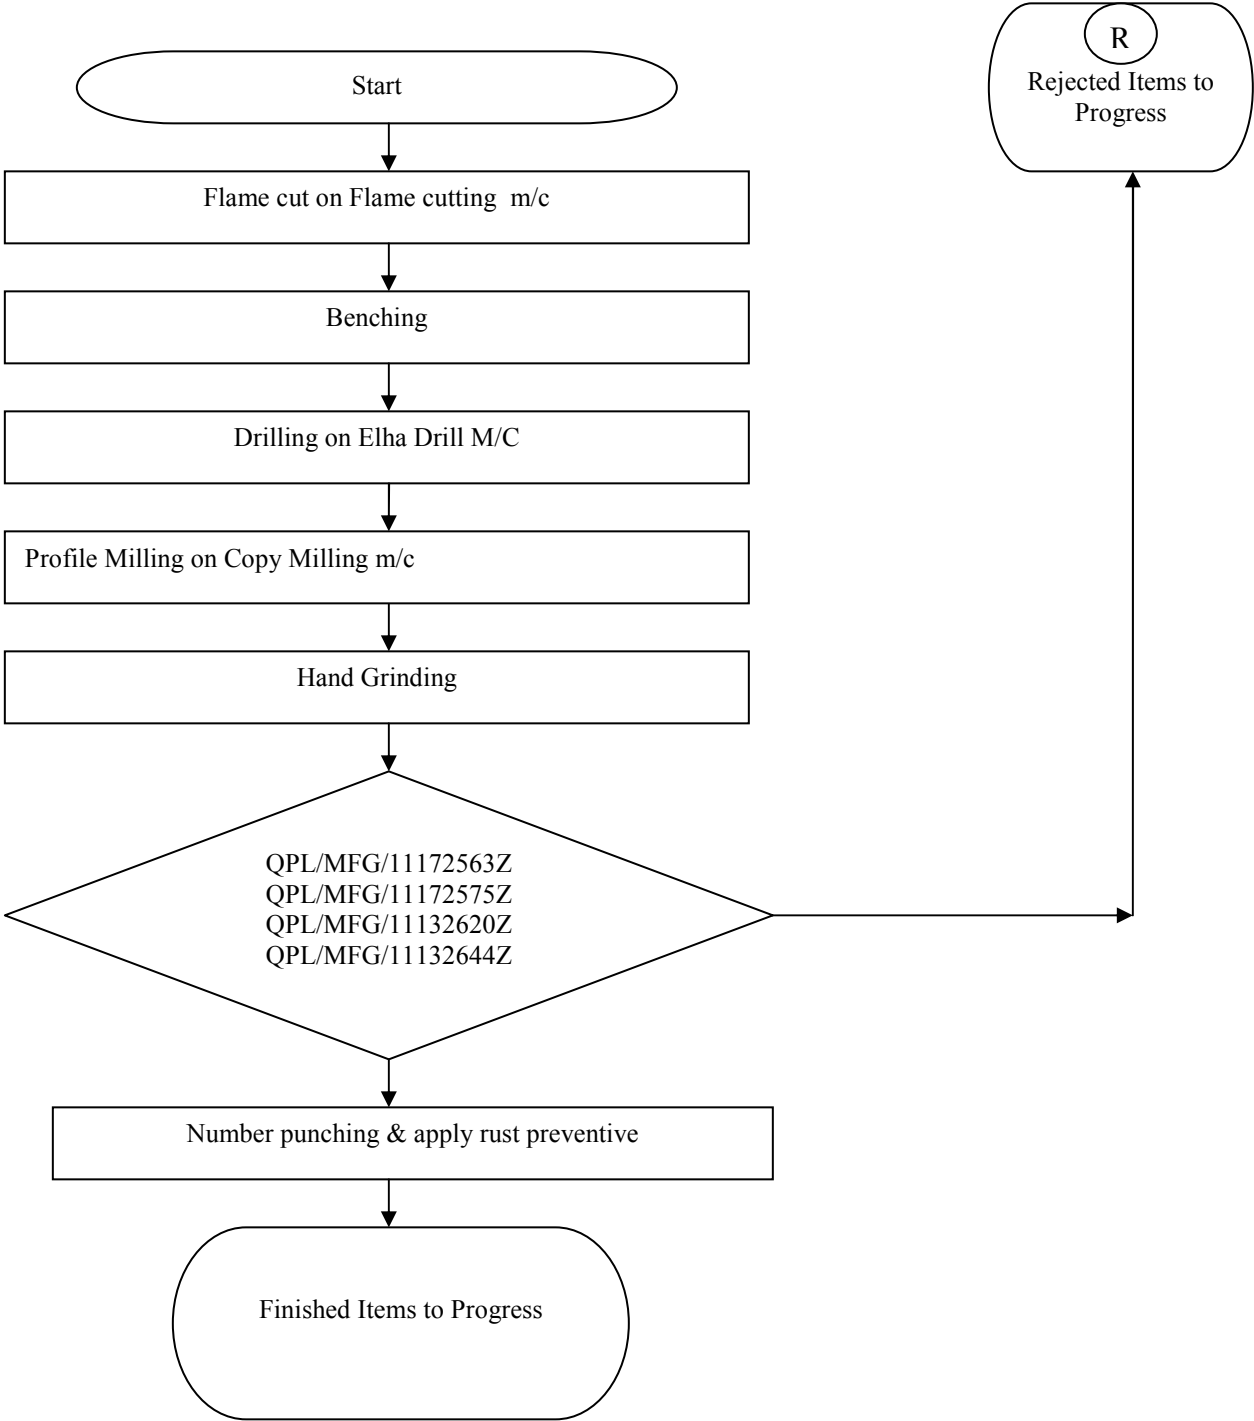 R
Rejected Items to
Progress
Start
Flame cut on Flame cutting  m/c
Benching
Drilling on Elha Drill M/C
Profile Milling on Copy Milling m/c
Hand Grinding
QPL/MFG/11172563Z
QPL/MFG/11172575Z
QPL/MFG/11132620Z
QPL/MFG/11132644Z
Number punching & apply rust preventive
Finished Items to Progress